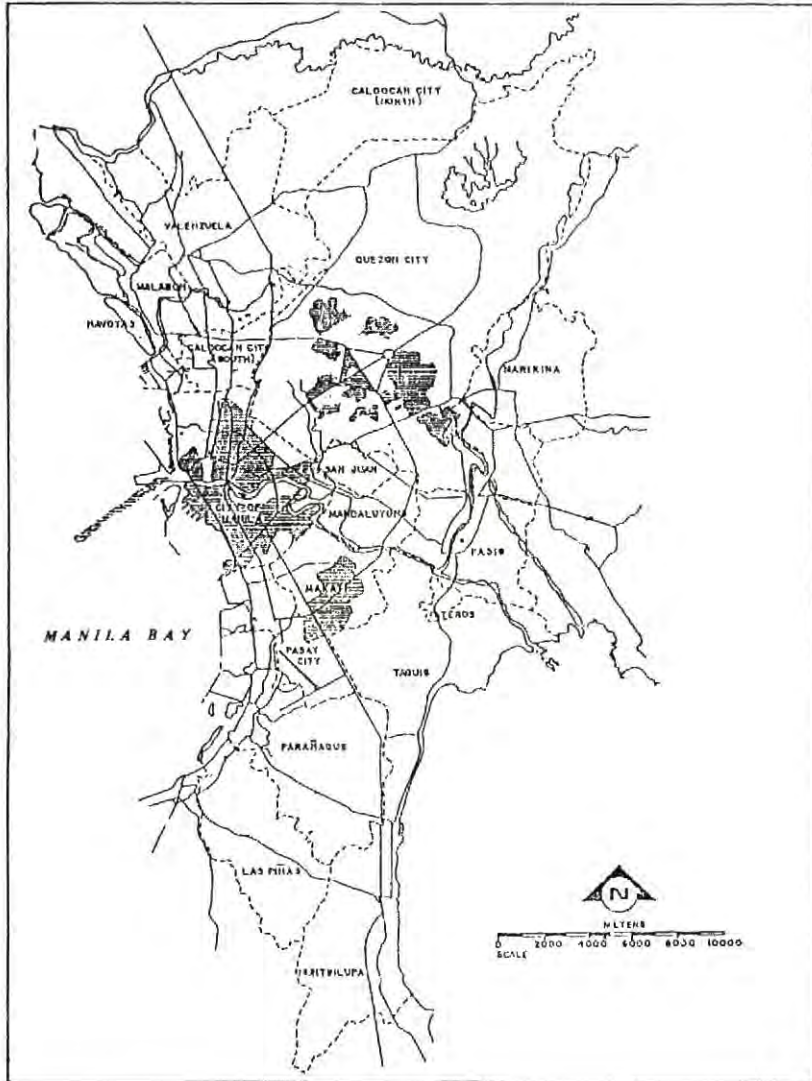 CALOOCAN CITY
(NORTH)
VALENZUELA
QUEZON CITY
MALABON
NAVOTAS
CALOOCAN CITY
(SOUTH)
MARIKINA
SAN JUAN
CITY OF
MANILA
MANDALUYONG
PASIG
MAKATI
MANILA BAY
PASAY
CITY
TAGUIG
PARAÑAQUE
LAS PIÑAS
N
METERS
0 2000 4000 6000 8000 10000
SCALE